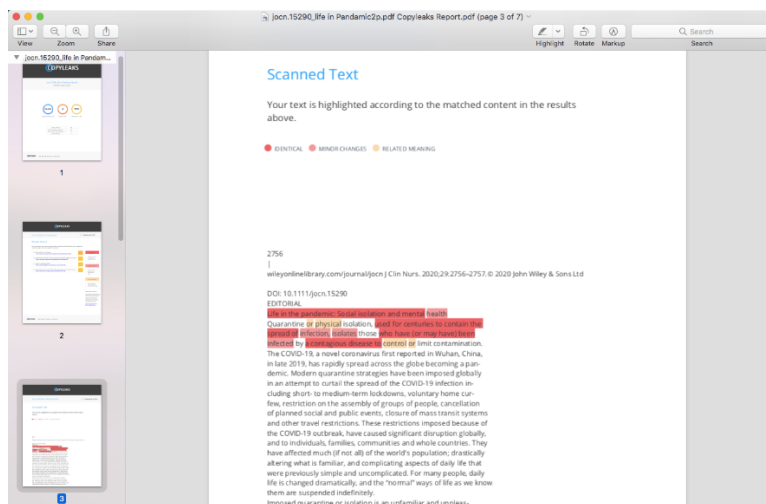 jocn.15290_life in Pandamic2p.pdf Copyleaks Report.pdf (page 3 of 7)
View Zoom Share Highlight Rotate Markup Search
Search
jocn.15290_life in Pandam...
COPYLEAKS
1
2
3
Scanned Text
Your text is highlighted according to the matched content in the results
above.
IDENTICAL MINOR CHANGES RELATED MEANING
2756
|
wileyonlinelibrary.com/journal/jocn J Clin Nurs. 2020;29:2756–2757.© 2020 John Wiley & Sons Ltd
DOI: 10.1111/jocn.15290
EDITORIAL
Life in the pandemic: Social isolation and mental health
Quarantine or physical isolation, used for centuries to contain the
spread of infection, isolates those who have (or may have) been
infected by a contagious disease to control or limit contamination.
The COVID-19, a novel coronavirus first reported in Wuhan, China,
in late 2019, has rapidly spread across the globe becoming a pan-
demic. Modern quarantine strategies have been imposed globally
in an attempt to curtail the spread of the COVID-19 infection in-
cluding short- to medium-term lockdowns, voluntary home cur-
few, restriction on the assembly of groups of people, cancellation
of planned social and public events, closure of mass transit systems
and other travel restrictions. These restrictions imposed because of
the COVID-19 outbreak, have caused significant disruption globally,
and to individuals, families, communities and whole countries. They
have affected much (if not all) of the world's population; drastically
altering what is familiar, and complicating aspects of daily life that
were previously simple and uncomplicated. For many people, daily
life is changed dramatically, and the "normal" ways of life as we know
them are suspended indefinitely.
Imposed quarantine or isolation is an unfamiliar and unpleas-